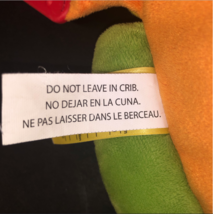 DO NOT LEAVE IN CRIB.
NO DEJAR EN LA CUNA.
NE PAS LAISSER DANS LE BERCEAU.